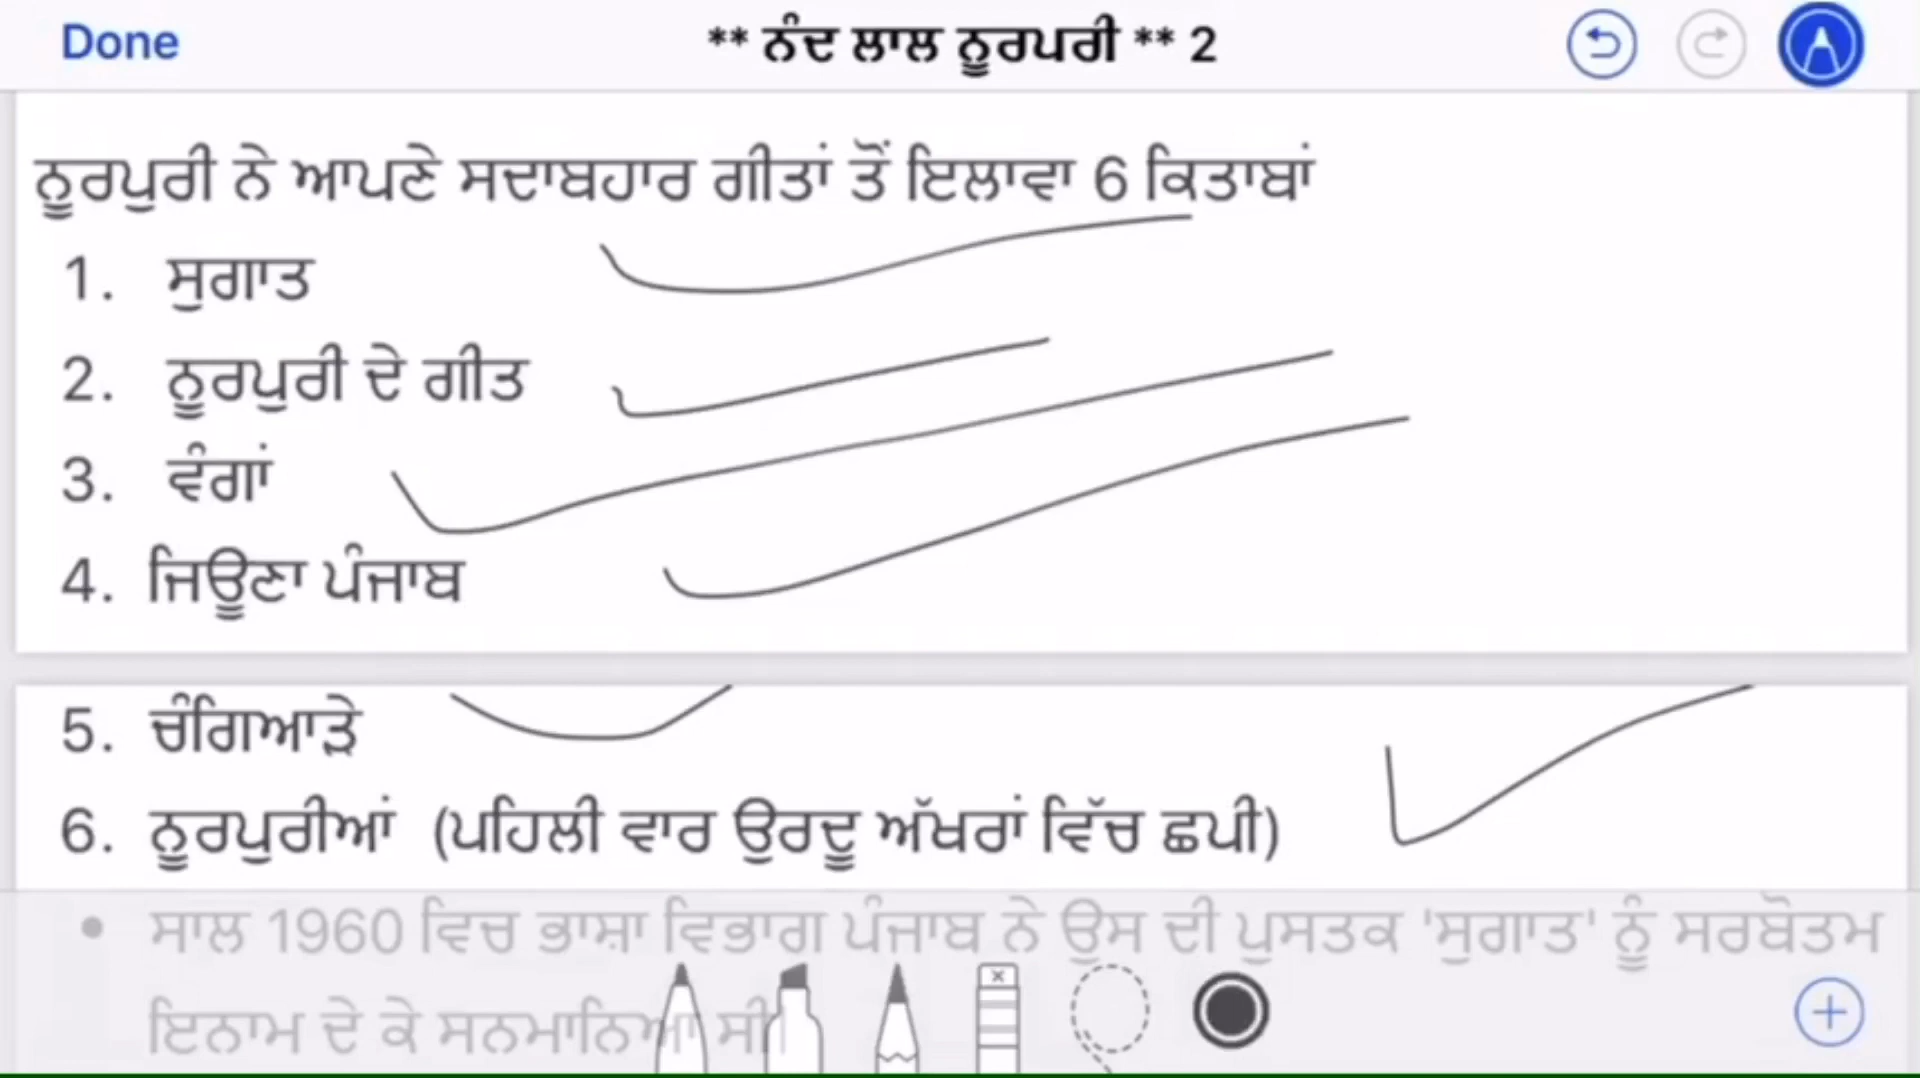 Done
** ਨੰਦ ਲਾਲ ਨੂਰਪਰੀ ** 2
ਨੂਰਪੁਰੀ ਨੇ ਆਪਣੇ ਸਦਾਬਹਾਰ ਗੀਤਾਂ ਤੋਂ ਇਲਾਵਾ 6 ਕਿਤਾਬਾਂ
1. ਸੁਗਾਤ
2. ਨੂਰਪੁਰੀ ਦੇ ਗੀਤ
3. ਵੰਗਾਂ
4. ਜਿਊਣਾ ਪੰਜਾਬ
5. ਚੰਗਿਆੜੇ
6. ਨੂਰਪੁਰੀਆਂ (ਪਹਿਲੀ ਵਾਰ ਉਰਦੂ ਅੱਖਰਾਂ ਵਿੱਚ ਛਪੀ)
• ਸਾਲ 1960 ਵਿਚ ਭਾਸ਼ਾ ਵਿਭਾਗ ਪੰਜਾਬ ਨੇ ਉਸ ਦੀ ਪੁਸਤਕ 'ਸੁਗਾਤ' ਨੂੰ ਸਰਬੋਤਮ
ਇਨਾਮ ਦੇ ਕੇ ਸਨਮਾਨਿਆ ਸੀ